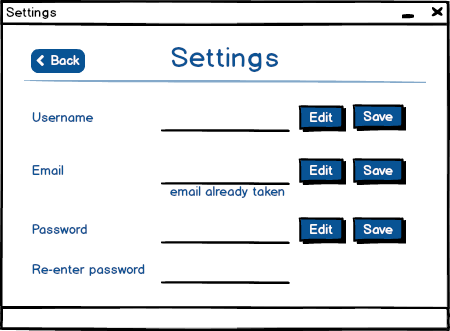 Settings
Back
Settings
Username Edit Save
Email Edit Save
email already taken
Password Edit Save
Re-enter password